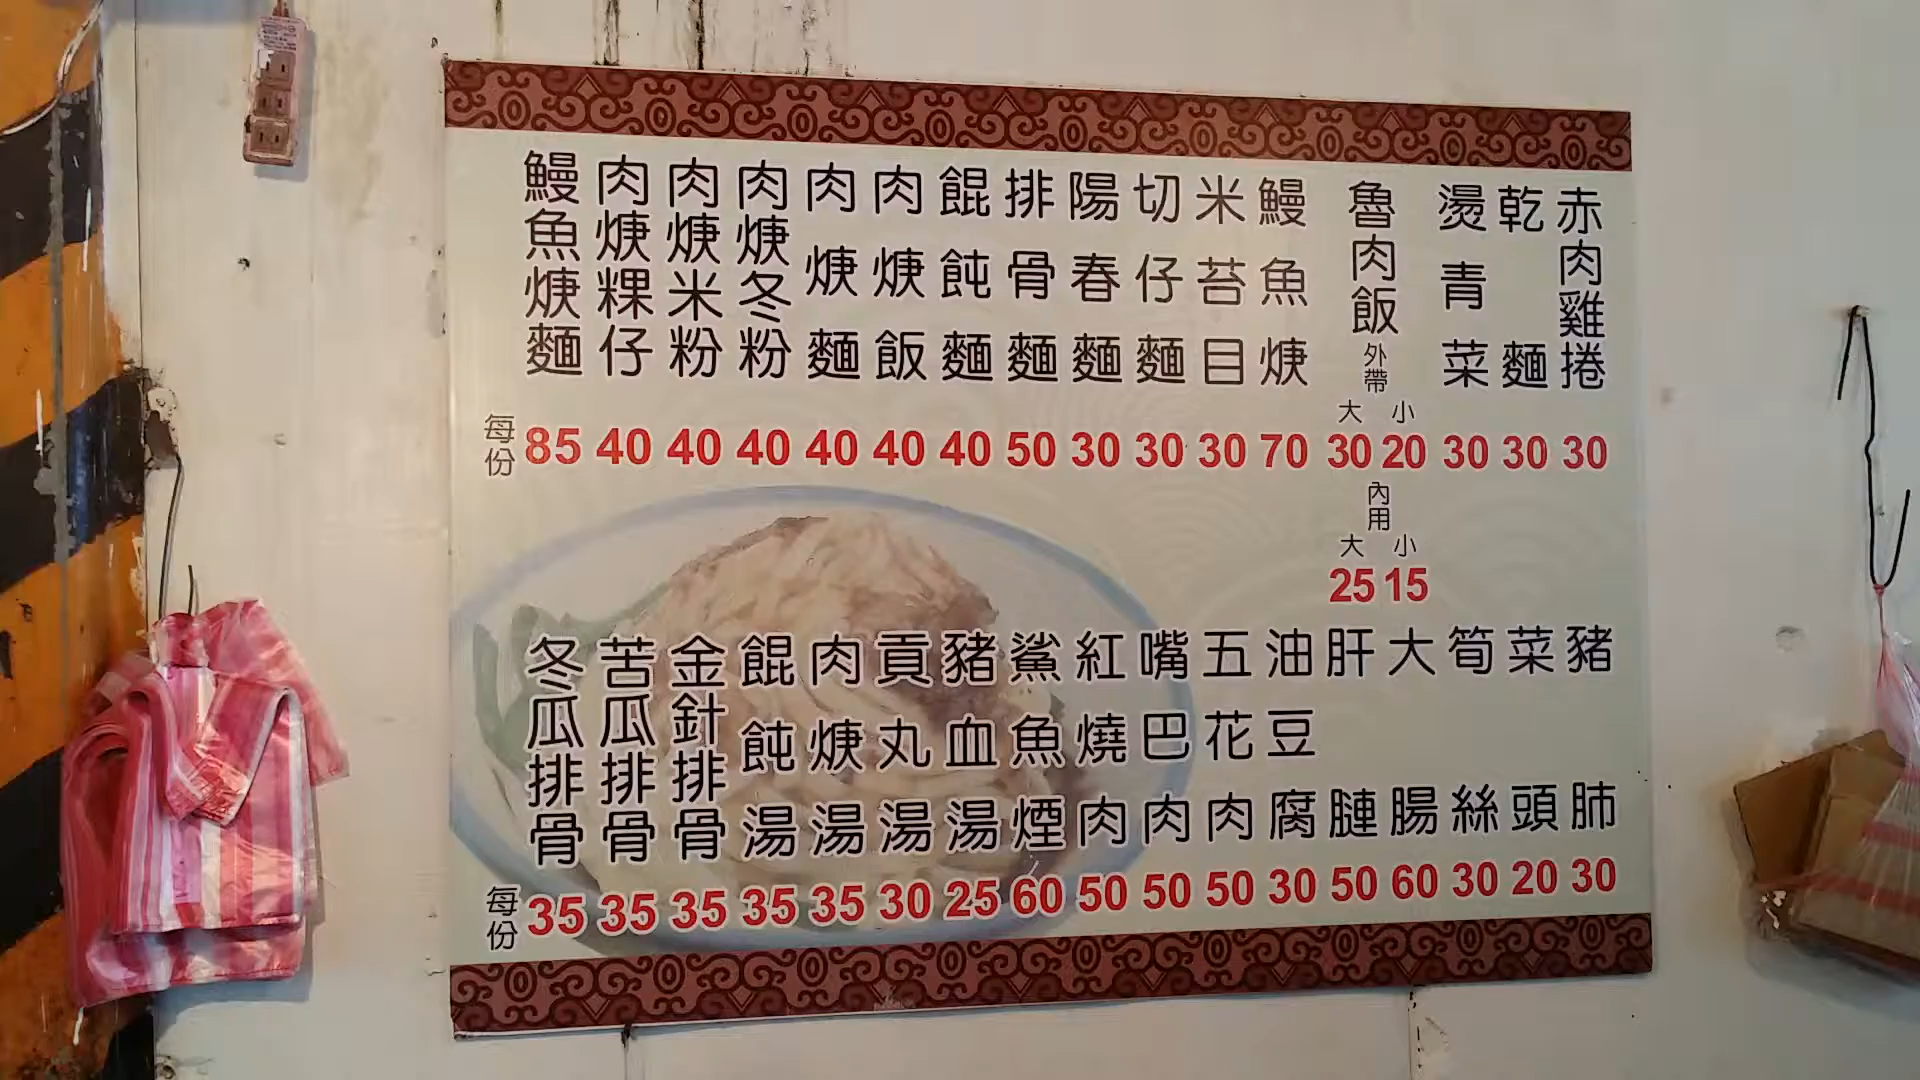 鰻魚焿麵
肉焿粿仔
肉焿米粉
肉焿冬粉
肉焿麵
肉焿飯
餛飩麵
排骨麵
陽春麵
切仔麵
米苔目
鰻魚焿
魯肉飯 外帶
大 小
燙青菜
乾麵
赤肉雞捲
每份 85 40 40 40 40 40 40 50 30 30 30 70 30 20 30 30 30
內用
大 小
25 15
冬瓜排骨
苦瓜排骨
金針排骨
餛飩湯
肉焿湯
貢丸湯
豬血湯
鯊魚煙
紅燒肉
嘴巴肉
五花肉
油豆腐
肝腱
大腸
筍絲
菜頭
豬肺
每份 35 35 35 35 35 30 25 60 50 50 50 30 50 60 30 20 30